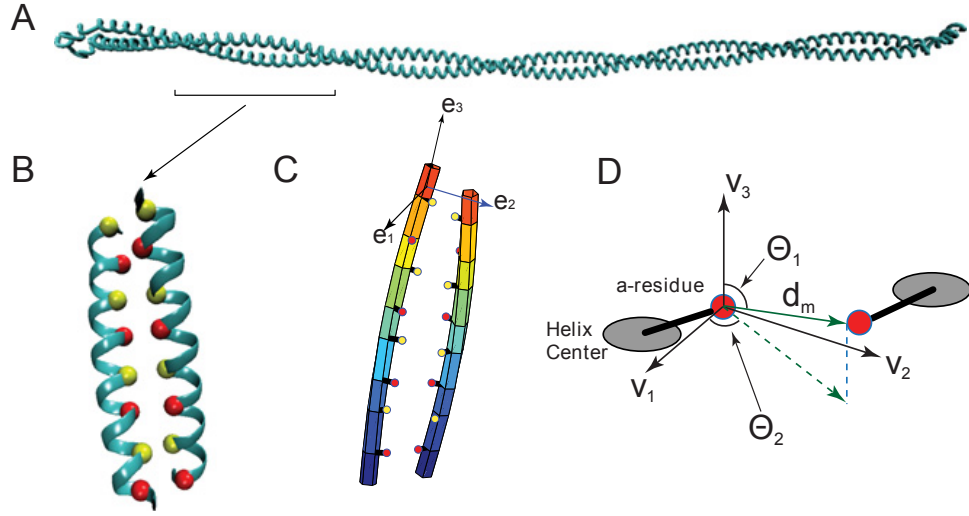 A
B
C
D
e3
e2
e1
v3
Θ1
a-residue
dm
Helix
Center
v1
v2
Θ2